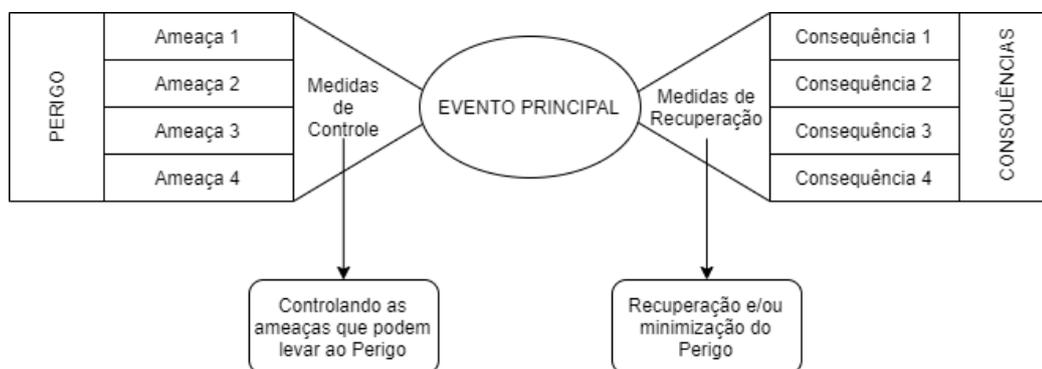 PERIGO
Ameaça 1
Ameaça 2
Ameaça 3
Ameaça 4
Medidas
de
Controle
EVENTO PRINCIPAL
Medidas de
Recuperação
Consequência 1
Consequência 2
Consequência 3
Consequência 4
CONSQUÊNCIAS
Controlando as
ameaças que podem
levar ao Perigo
Recuperação e/ou
minimização do
Perigo